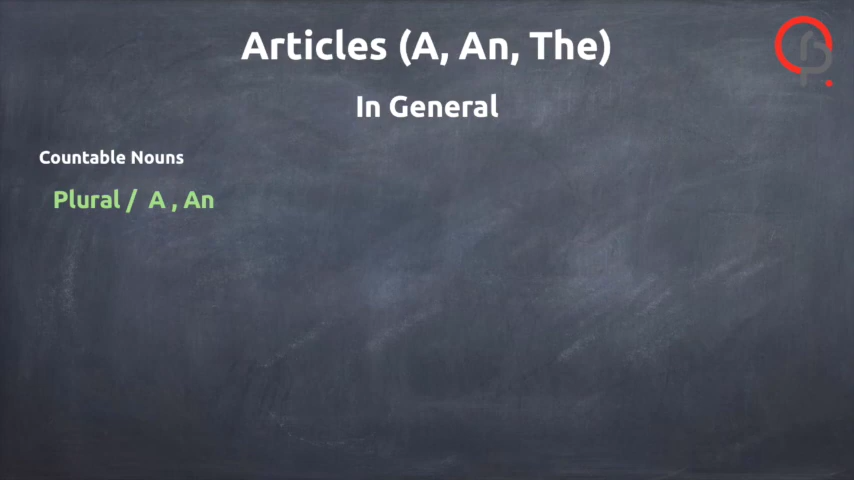 Articles (A, An, The)
In General
Countable Nouns
Plural / A , An